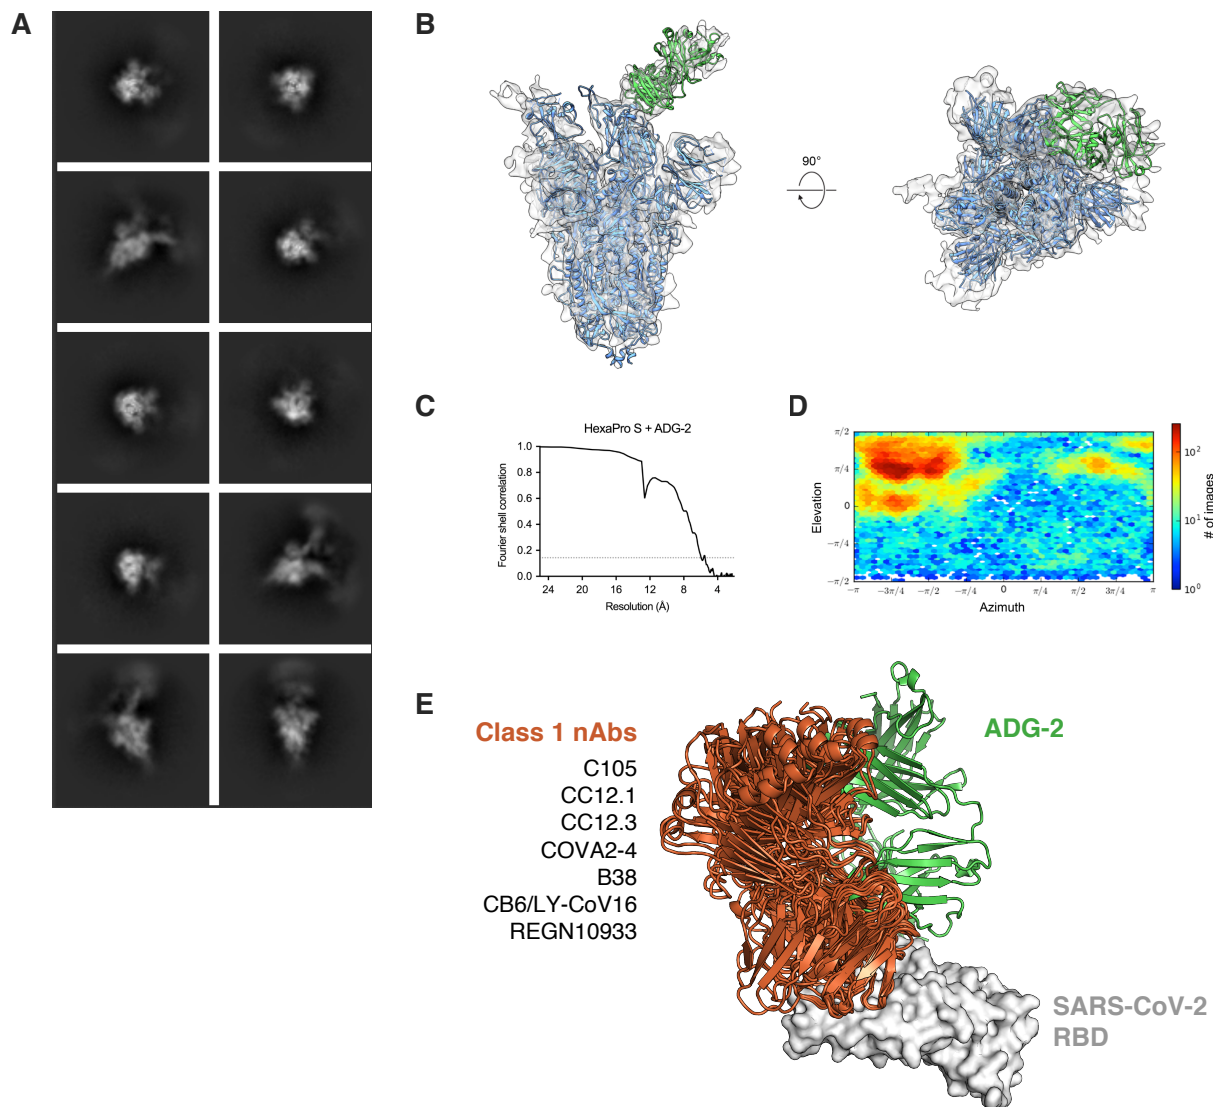 A
B
90°
C
HexaPro S + ADG-2
Fourier shell correlation
1.0
0.8
0.6
0.4
0.2
0.0
24 20 16 12 8 4
Resolution (Å)
D
Elevation
π/2
π/4
0
−π/4
−π/2
−π −3π/4 −π/2 −π/4 0 π/4 π/2 3π/4 π
Azimuth
10²
10¹
10⁰
# of images
E
Class 1 nAbs
C105
CC12.1
CC12.3
COVA2-4
B38
CB6/LY-CoV16
REGN10933
ADG-2
SARS-CoV-2
RBD